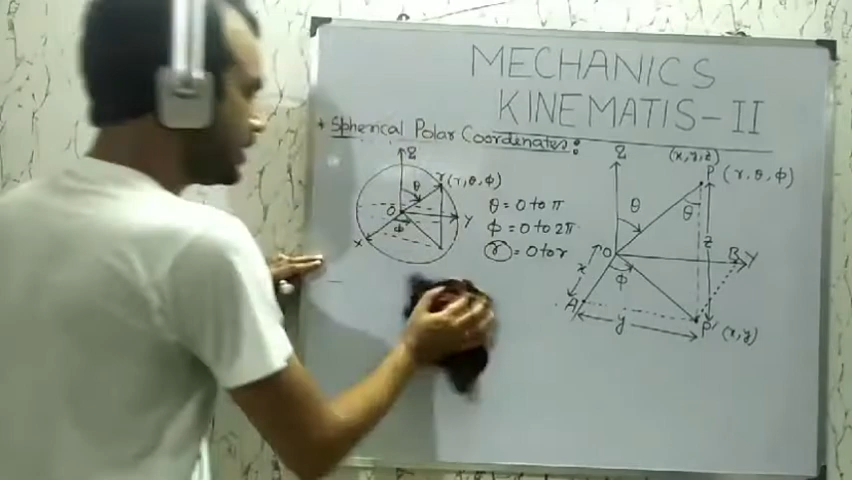 MECHANICS
KINEMATIS-II
* Spherical Polar Coordinates:
Z
r(r,θ,φ)
θ
O
φ
X
Y
θ = 0 to π
φ = 0 to 2π
r = 0 to r
Z
(x,y,z)
P (r,θ,φ)
θ
θ
O
z
B Y
x
φ
A
y
P' (x,y)